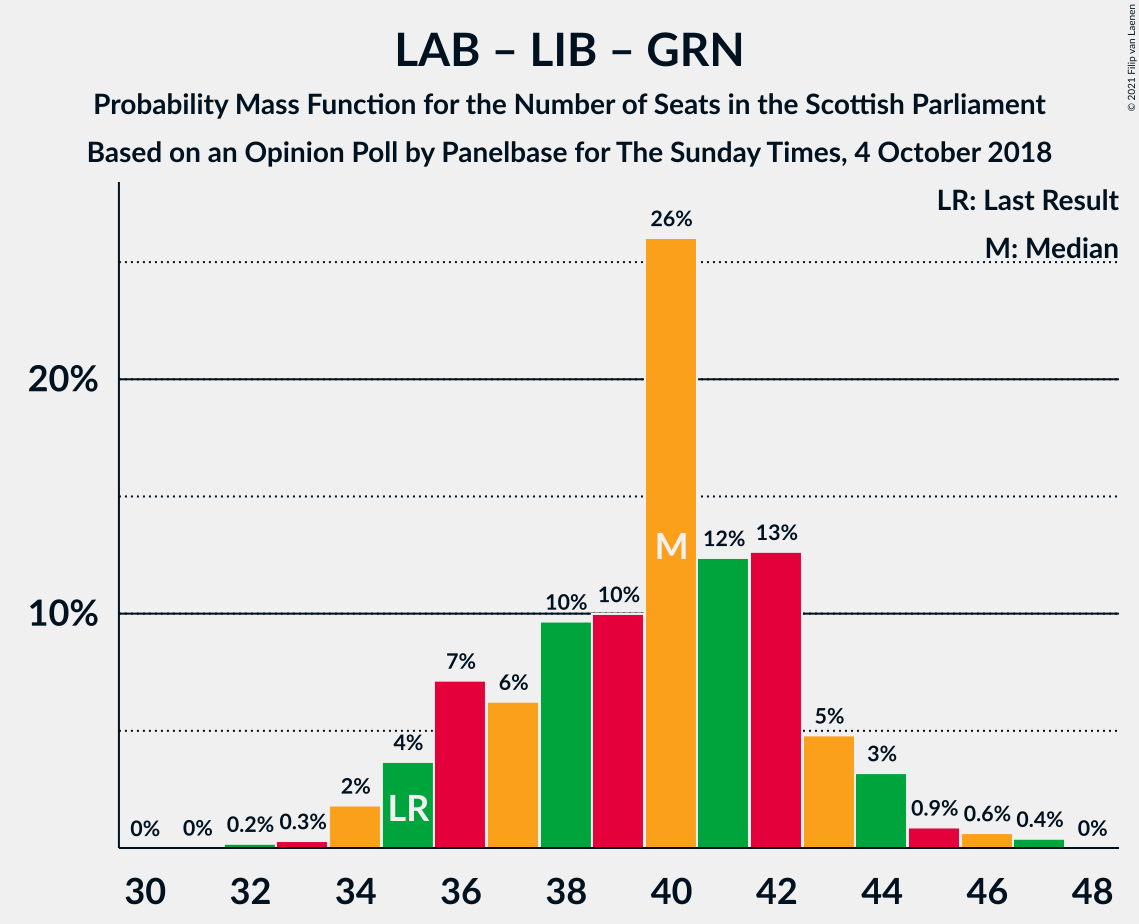 LAB – LIB – GRN
Probability Mass Function for the Number of Seats in the Scottish Parliament
Based on an Opinion Poll by Panelbase for The Sunday Times, 4 October 2018
© 2021 Filip van Laenen
LR: Last Result
M: Median
26%
20%
M
12%
13%
10%
10%
10%
7%
6%
5%
4%
3%
2%
LR
0%
0%
0.2%
0.3%
0.9%
0.6%
0.4%
0%
30 32 34 36 38 40 42 44 46 48